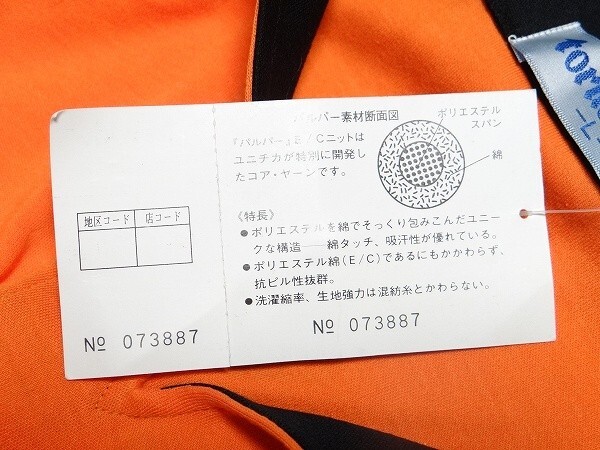 パルパー素材断面図
ポリエステル
スパン
綿
『パルパー』E/Cニットは
ユニチカが特別に開発し
たコア・ヤーンです。
《特長》
●ポリエステルを綿でそっくり包みこんだユニー
クな構造——綿タッチ、吸汗性が優れている。
●ポリエステル綿(E/C)であるにもかかわらず、
抗ピル性抜群。
●洗濯縮率、生地強力は混紡糸とかわらない。
地区コード 店コード
№ 073887
№ 073887